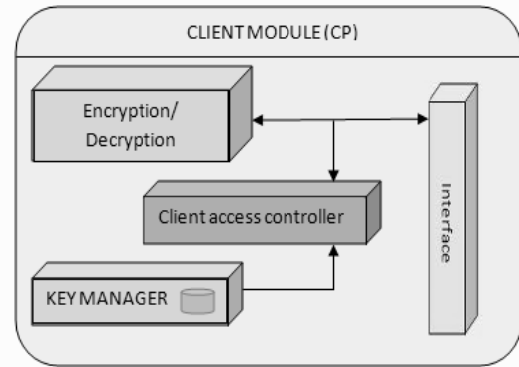 CLIENT MODULE (CP)
Encryption/
Decryption
Client access controller
Interface
KEY MANAGER